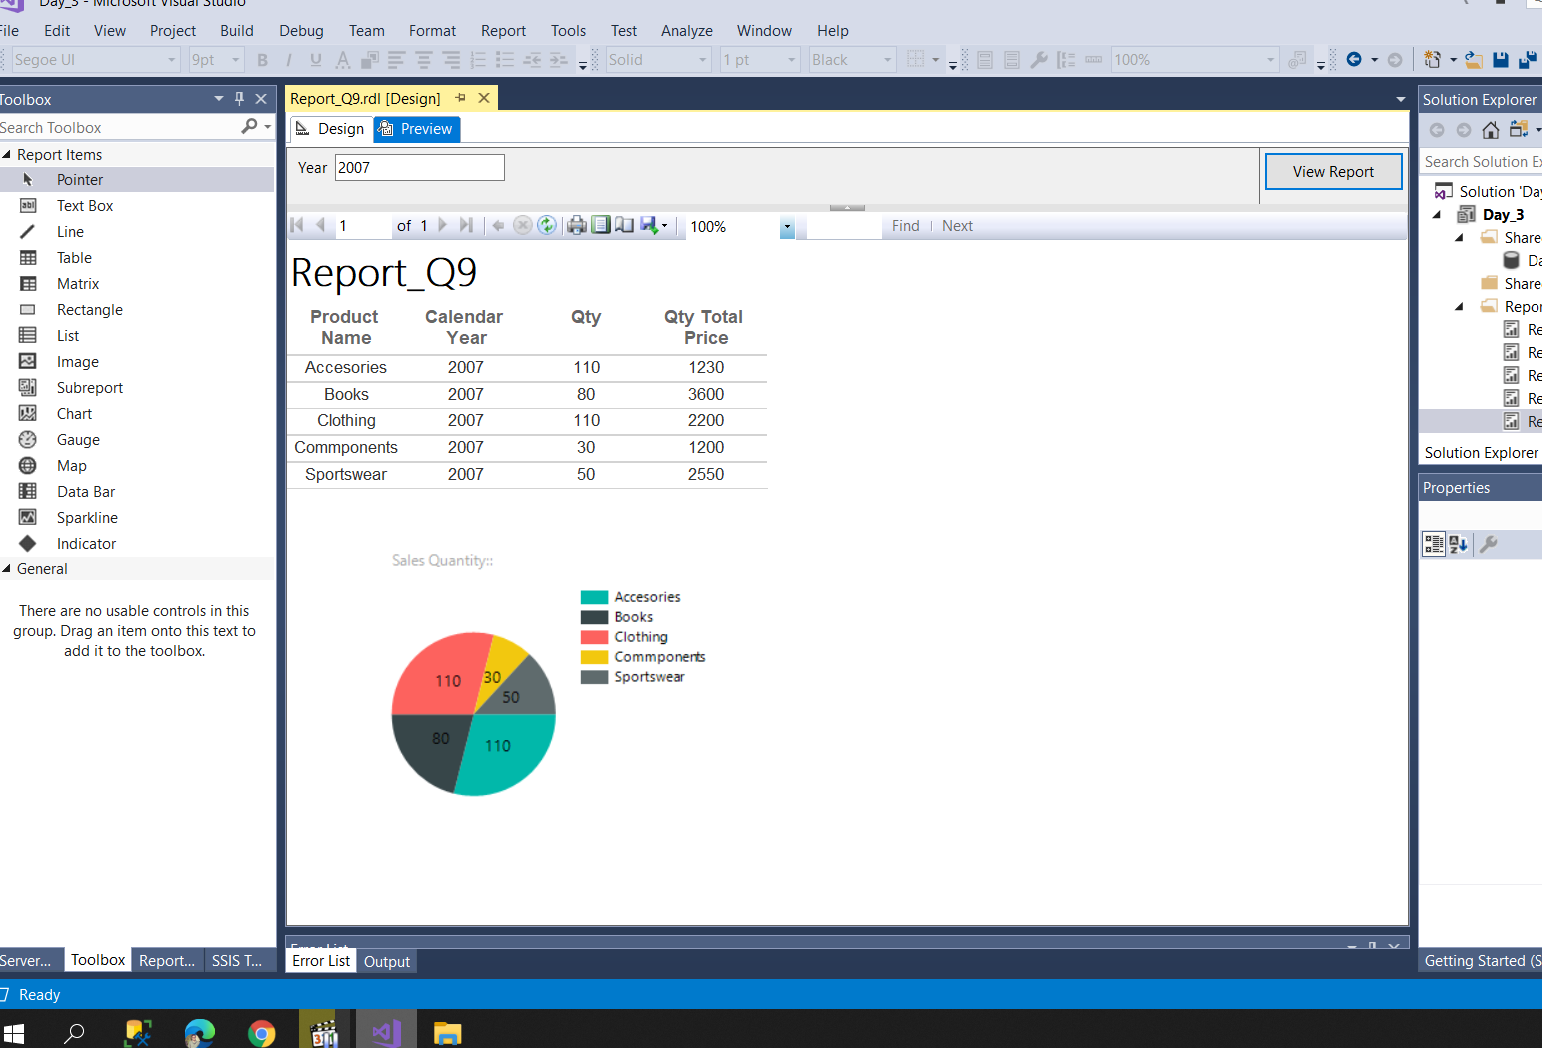 Day_3 - Microsoft Visual Studio
File Edit View Project Build Debug Team Format Report Tools Test Analyze Window Help
Segoe UI 9pt B I U A Solid 1 pt Black 100%
Toolbox
Search Toolbox
Report Items
Pointer
Text Box
Line
Table
Matrix
Rectangle
List
Image
Subreport
Chart
Gauge
Map
Data Bar
Sparkline
Indicator
General
There are no usable controls in this
group. Drag an item onto this text to
add it to the toolbox.
Server... Toolbox Report... SSIS T...
Report_Q9.rdl [Design]
Design Preview
Year 2007 View Report
1 of 1 100% Find Next
Report_Q9
Product Name Calendar Year Qty Qty Total Price
Accesories 2007 110 1230
Books 2007 80 3600
Clothing 2007 110 2200
Commponents 2007 30 1200
Sportswear 2007 50 2550
Sales Quantity::
Accesories
Books
Clothing
Commponents
Sportswear
110 30
50
80 110
Error List
Error List Output
Solution Explorer
Search Solution Ex
Solution 'Day
Day_3
Share
Da
Share
Repor
Re
Re
Re
Re
Re
Solution Explorer
Properties
Getting Started (S
Ready